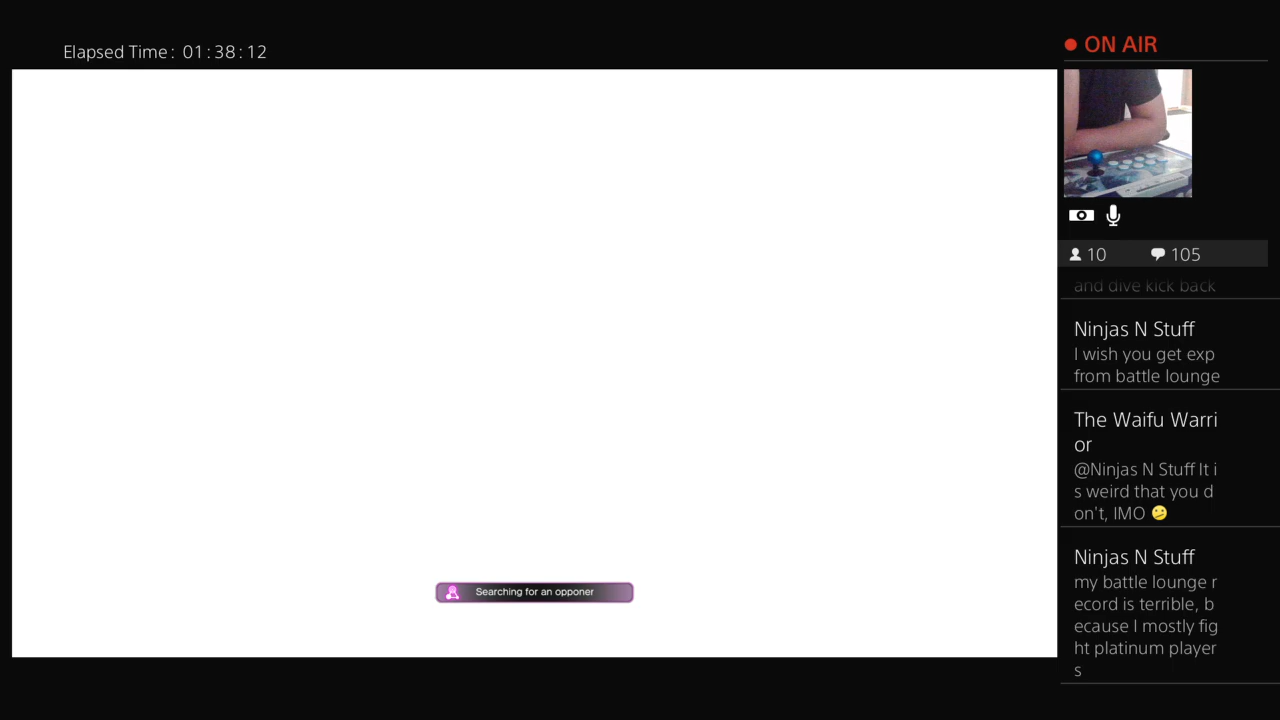 Elapsed Time: 01:38:12
ON AIR
10 105
and dive kick back
Ninjas N Stuff
I wish you get exp
from battle lounge
The Waifu Warri
or
@Ninjas N Stuff It i
s weird that you d
on't, IMO
Ninjas N Stuff
my battle lounge r
ecord is terrible, b
ecause I mostly fig
ht platinum player
s
Searching for an opponer